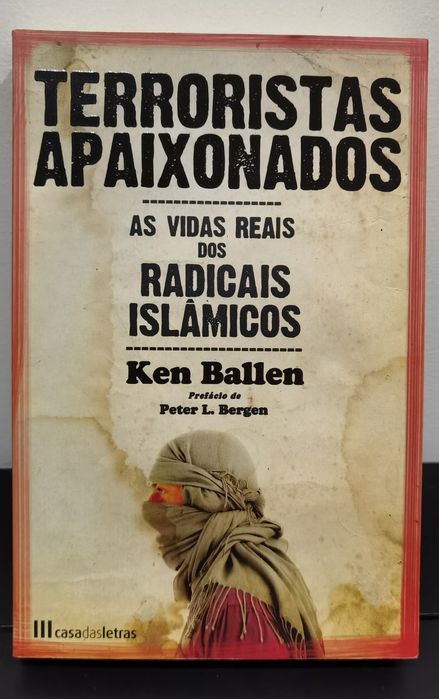 TERRORISTAS
APAIXONADOS
AS VIDAS REAIS
DOS
RADICAIS
ISLÂMICOS
Ken Ballen
Prefácio de
Peter L. Bergen
casadasletras